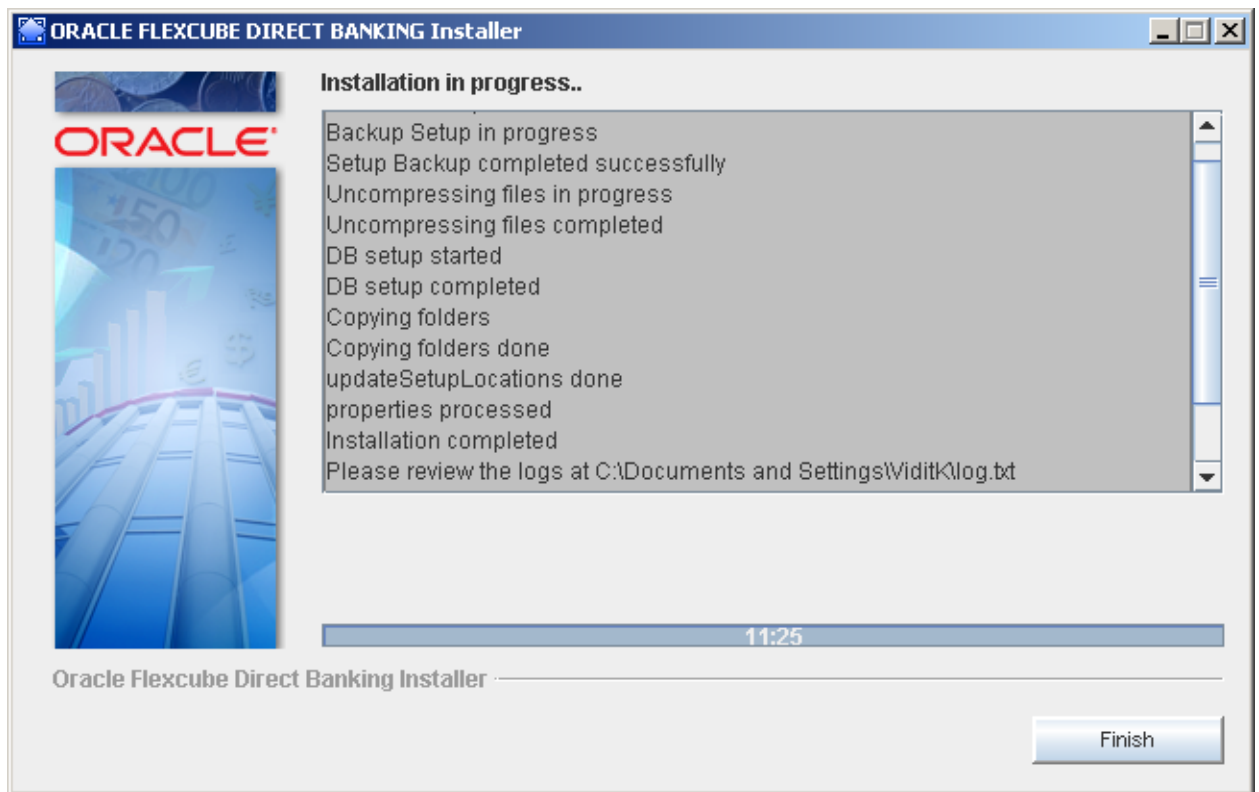 ORACLE FLEXCUBE DIRECT BANKING Installer
ORACLE
Installation in progress..
Backup Setup in progress
Setup Backup completed successfully
Uncompressing files in progress
Uncompressing files completed
DB setup started
DB setup completed
Copying folders
Copying folders done
updateSetupLocations done
properties processed
Installation completed
Please review the logs at C:\Documents and Settings\ViditK\log.txt
11:25
Oracle Flexcube Direct Banking Installer
Finish